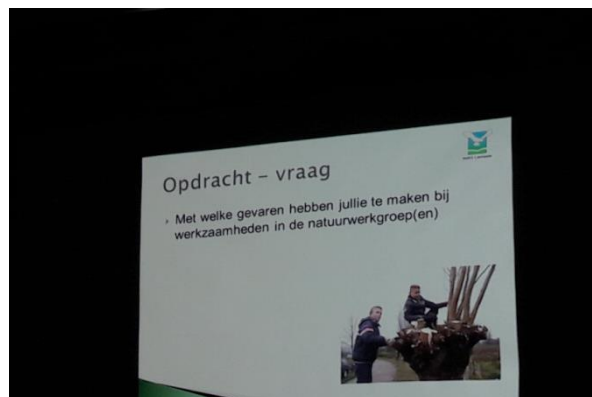 Opdracht – vraag
Met welke gevaren hebben jullie te maken bij
werkzaamheden in de natuurwerkgroep(en)